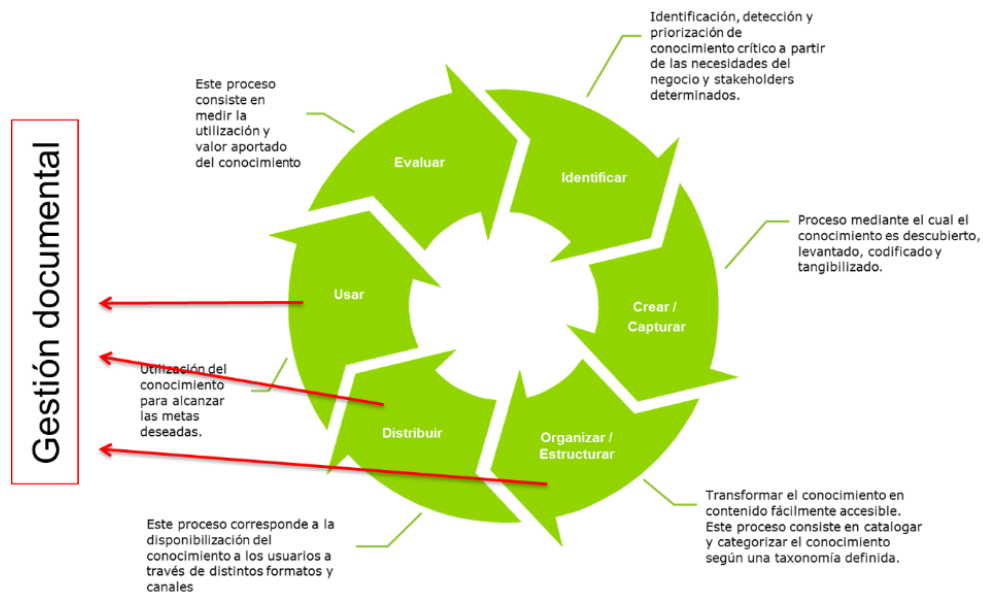 Identificación, detección y
priorización de
conocimiento crítico a partir
de las necesidades del
negocio y stakeholders
determinados.
Este proceso
consiste en
medir la
utilización y
valor aportado
del conocimiento
Gestión documental
Evaluar
Identificar
Proceso mediante el cual el
conocimiento es descubierto,
levantado, codificado y
tangibilizado.
Usar
Crear /
Capturar
Utilización del
conocimiento
para alcanzar
las metas
deseadas.
Distribuir
Organizar /
Estructurar
Transformar el conocimiento en
contenido fácilmente accesible.
Este proceso consiste en catalogar
y categorizar el conocimiento
según una taxonomía definida.
Este proceso corresponde a la
disponibilización del
conocimiento a los usuarios a
través de distintos formatos y
canales